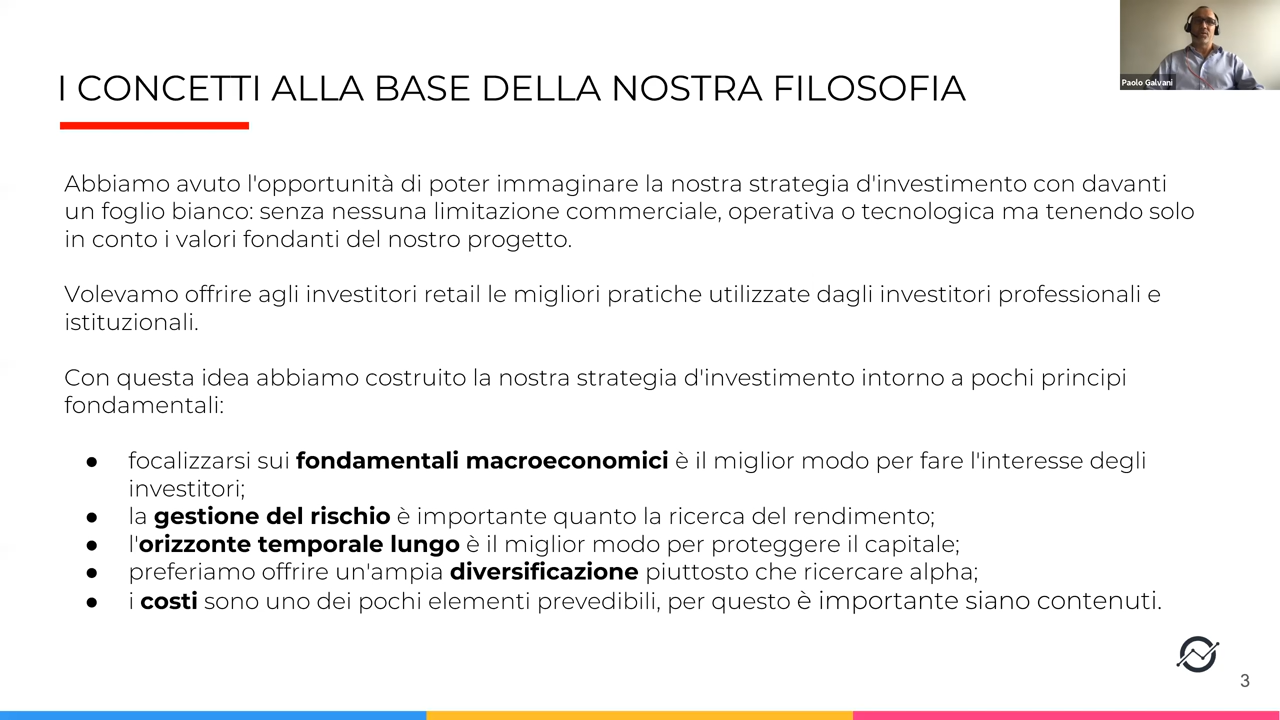 I CONCETTI ALLA BASE DELLA NOSTRA FILOSOFIA
Paolo Galvani
Abbiamo avuto l'opportunità di poter immaginare la nostra strategia d'investimento con davanti
un foglio bianco: senza nessuna limitazione commerciale, operativa o tecnologica ma tenendo solo
in conto i valori fondanti del nostro progetto.
Volevamo offrire agli investitori retail le migliori pratiche utilizzate dagli investitori professionali e
istituzionali.
Con questa idea abbiamo costruito la nostra strategia d'investimento intorno a pochi principi
fondamentali:
● focalizzarsi sui fondamentali macroeconomici è il miglior modo per fare l'interesse degli
investitori;
● la gestione del rischio è importante quanto la ricerca del rendimento;
● l'orizzonte temporale lungo è il miglior modo per proteggere il capitale;
● preferiamo offrire un'ampia diversificazione piuttosto che ricercare alpha;
● i costi sono uno dei pochi elementi prevedibili, per questo è importante siano contenuti.
3